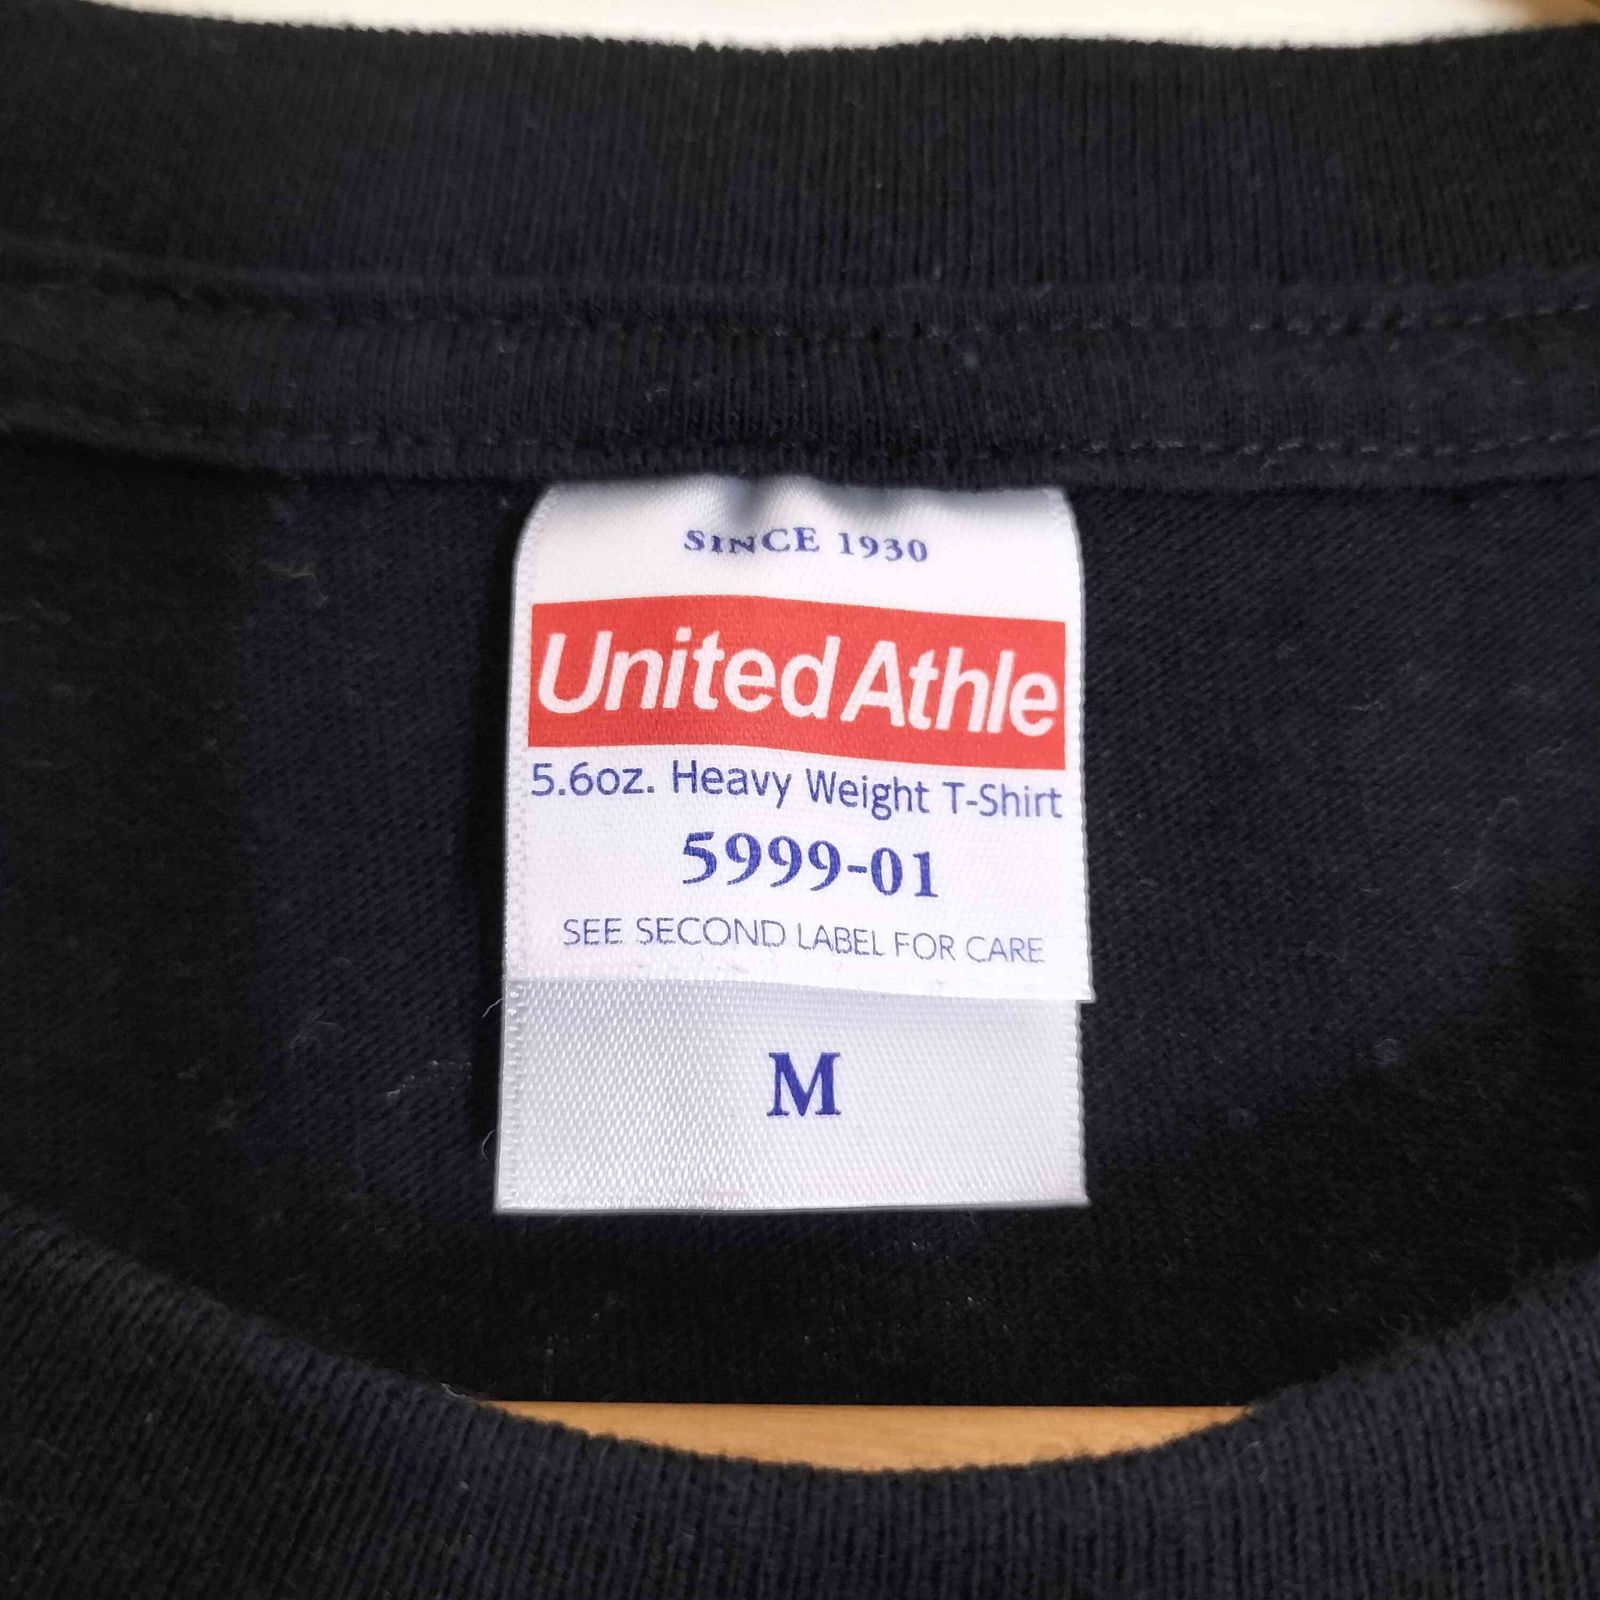 SINCE 1930
United Athle
5.6oz. Heavy Weight T-Shirt
5999-01
SEE SECOND LABEL FOR CARE
M